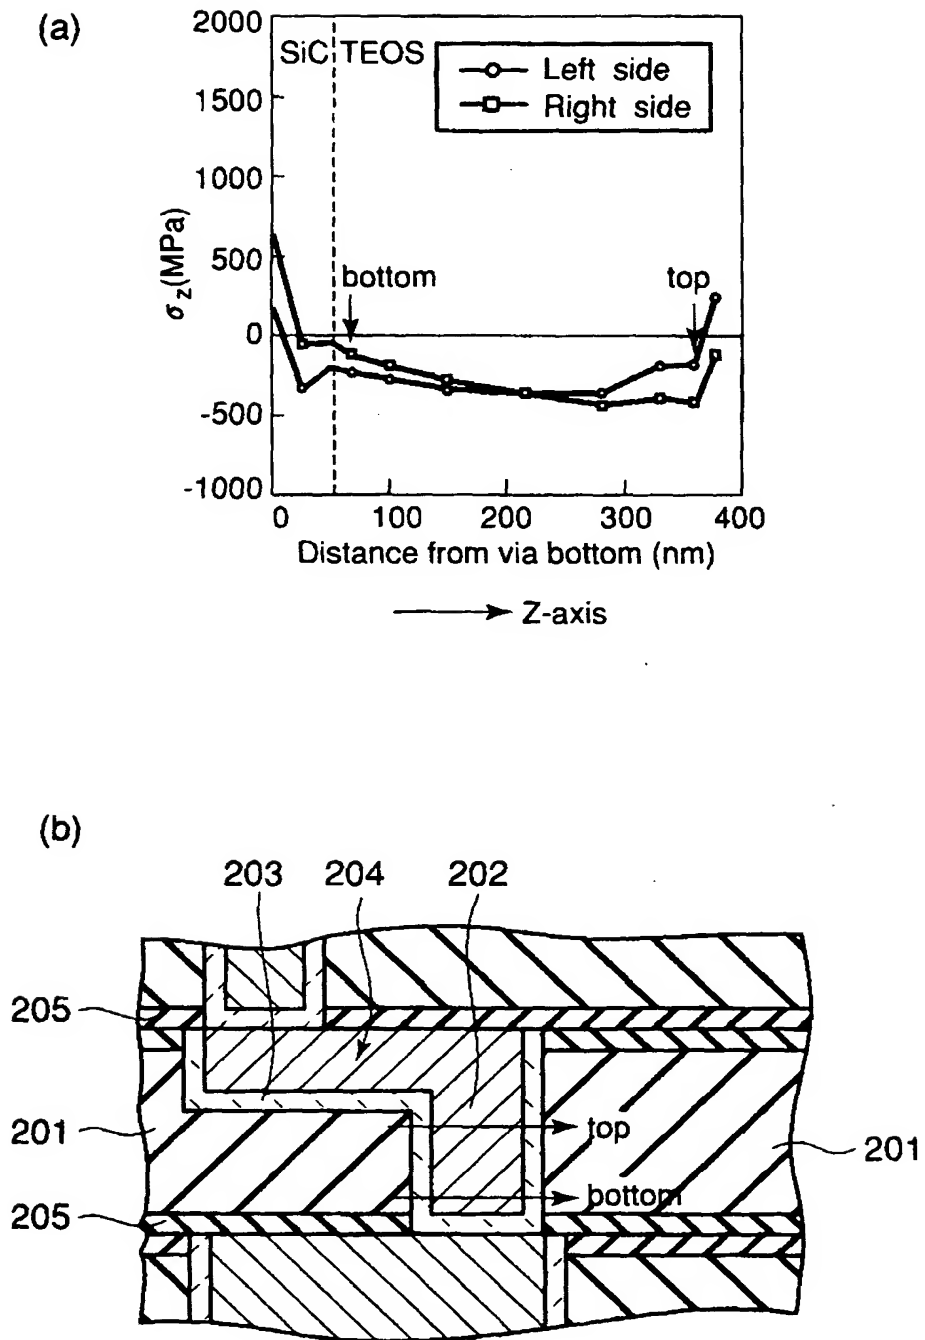 (a)
2000
1500
1000
500
0
-500
-1000
σz(MPa)
SiC TEOS
Left side
Right side
bottom
top
0 100 200 300 400
Distance from via bottom (nm)
Z-axis
(b)
203 204 202
205
201
top
201
bottom
205